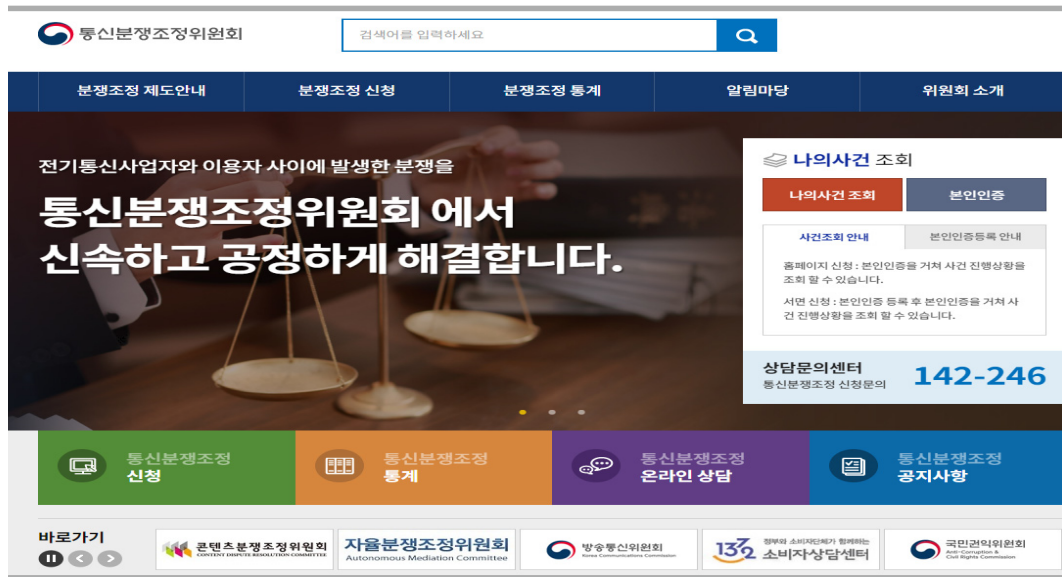 통신분쟁조정위원회
검색어를 입력하세요
분쟁조정 제도안내
분쟁조정 신청
분쟁조정 통계
알림마당
위원회 소개
전기통신사업자와 이용자 사이에 발생한 분쟁을
통신분쟁조정위원회 에서
신속하고 공정하게 해결합니다.
나의사건 조회
나의사건 조회
본인인증
사건조회 안내
본인인증등록 안내
홈페이지 신청 : 본인인증을 거쳐 사건 진행상황을
조회 할 수 있습니다.
서면 신청 : 본인인증 등록 후 본인인증을 거쳐 사
건 진행상황을 조회 할 수 있습니다.
상담문의센터
통신분쟁조정 신청문의
142-246
통신분쟁조정
신청
통신분쟁조정
통계
통신분쟁조정
온라인 상담
통신분쟁조정
공지사항
바로가기
콘텐츠분쟁조정위원회
CONTENT DISPUTE RESOLUTION COMMITTEE
자율분쟁조정위원회
Autonomous Mediation Committee
방송통신위원회
Korea Communications Commission
1372
정부와 소비자단체가 함께하는
소비자상담센터
국민권익위원회
Anti-Corruption &
Civil Rights Commission